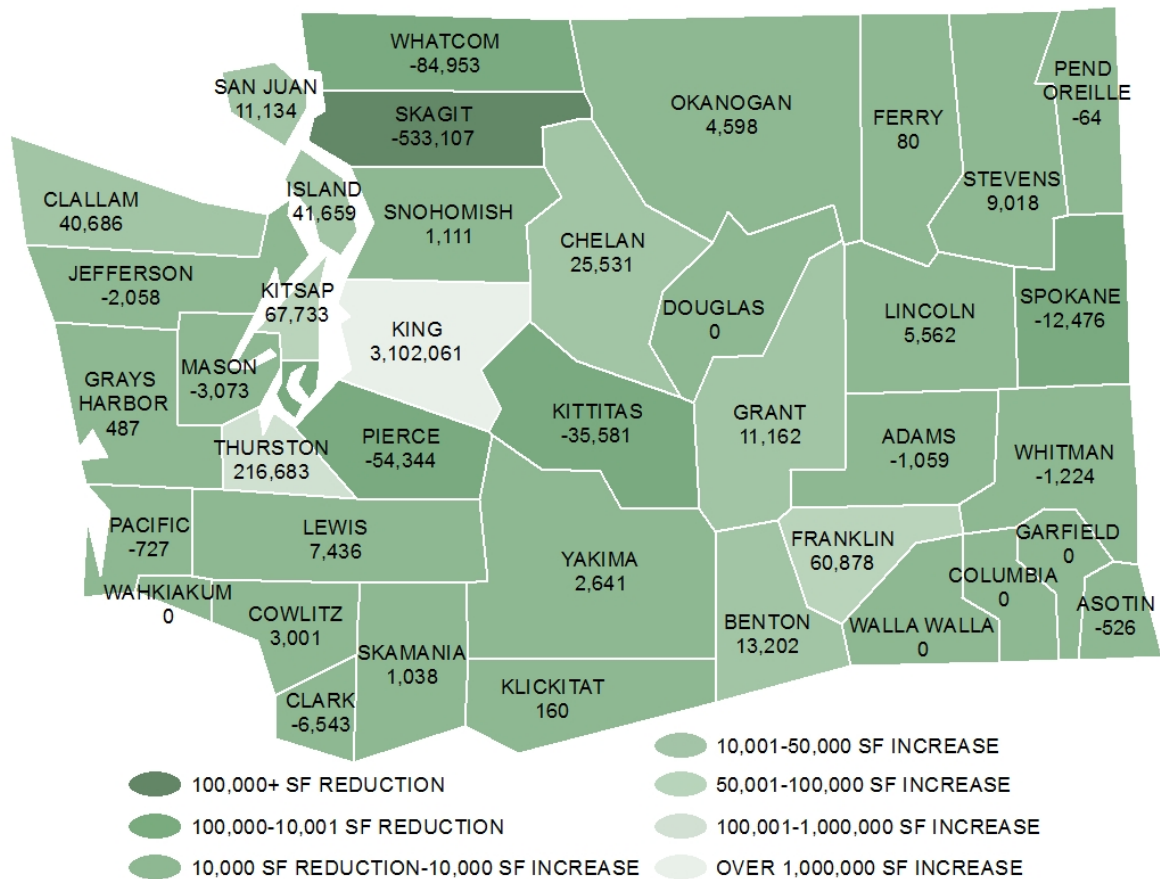 WHATCOM
-84,953
SAN JUAN
11,134
SKAGIT
-533,107
OKANOGAN
4,598
FERRY
80
PEND
OREILLE
-64
STEVENS
9,018
CLALLAM
40,686
ISLAND
41,659
SNOHOMISH
1,111
CHELAN
25,531
JEFFERSON
-2,058
KITSAP
67,733
KING
3,102,061
DOUGLAS
0
LINCOLN
5,562
SPOKANE
-12,476
GRAYS
HARBOR
487
MASON
-3,073
THURSTON
216,683
PIERCE
-54,344
KITTITAS
-35,581
GRANT
11,162
ADAMS
-1,059
WHITMAN
-1,224
PACIFIC
-727
LEWIS
7,436
YAKIMA
2,641
FRANKLIN
60,878
GARFIELD
0
COLUMBIA
0
ASOTIN
-526
WAHKIAKUM
0
COWLITZ
3,001
SKAMANIA
1,038
BENTON
13,202
WALLA WALLA
0
CLARK
-6,543
KLICKITAT
160
100,000+ SF REDUCTION
100,000-10,001 SF REDUCTION
10,000 SF REDUCTION-10,000 SF INCREASE
10,001-50,000 SF INCREASE
50,001-100,000 SF INCREASE
100,001-1,000,000 SF INCREASE
OVER 1,000,000 SF INCREASE